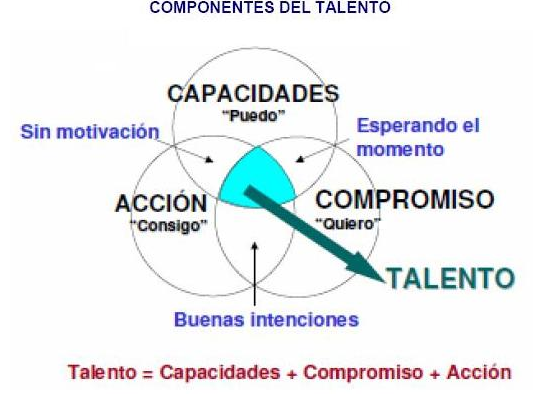 COMPONENTES DEL TALENTO
CAPACIDADES
“Puedo”
Sin motivación
Esperando el
momento
ACCIÓN
“Consigo”
COMPROMISO
“Quiero”
TALENTO
Buenas intenciones
Talento = Capacidades + Compromiso + Acción